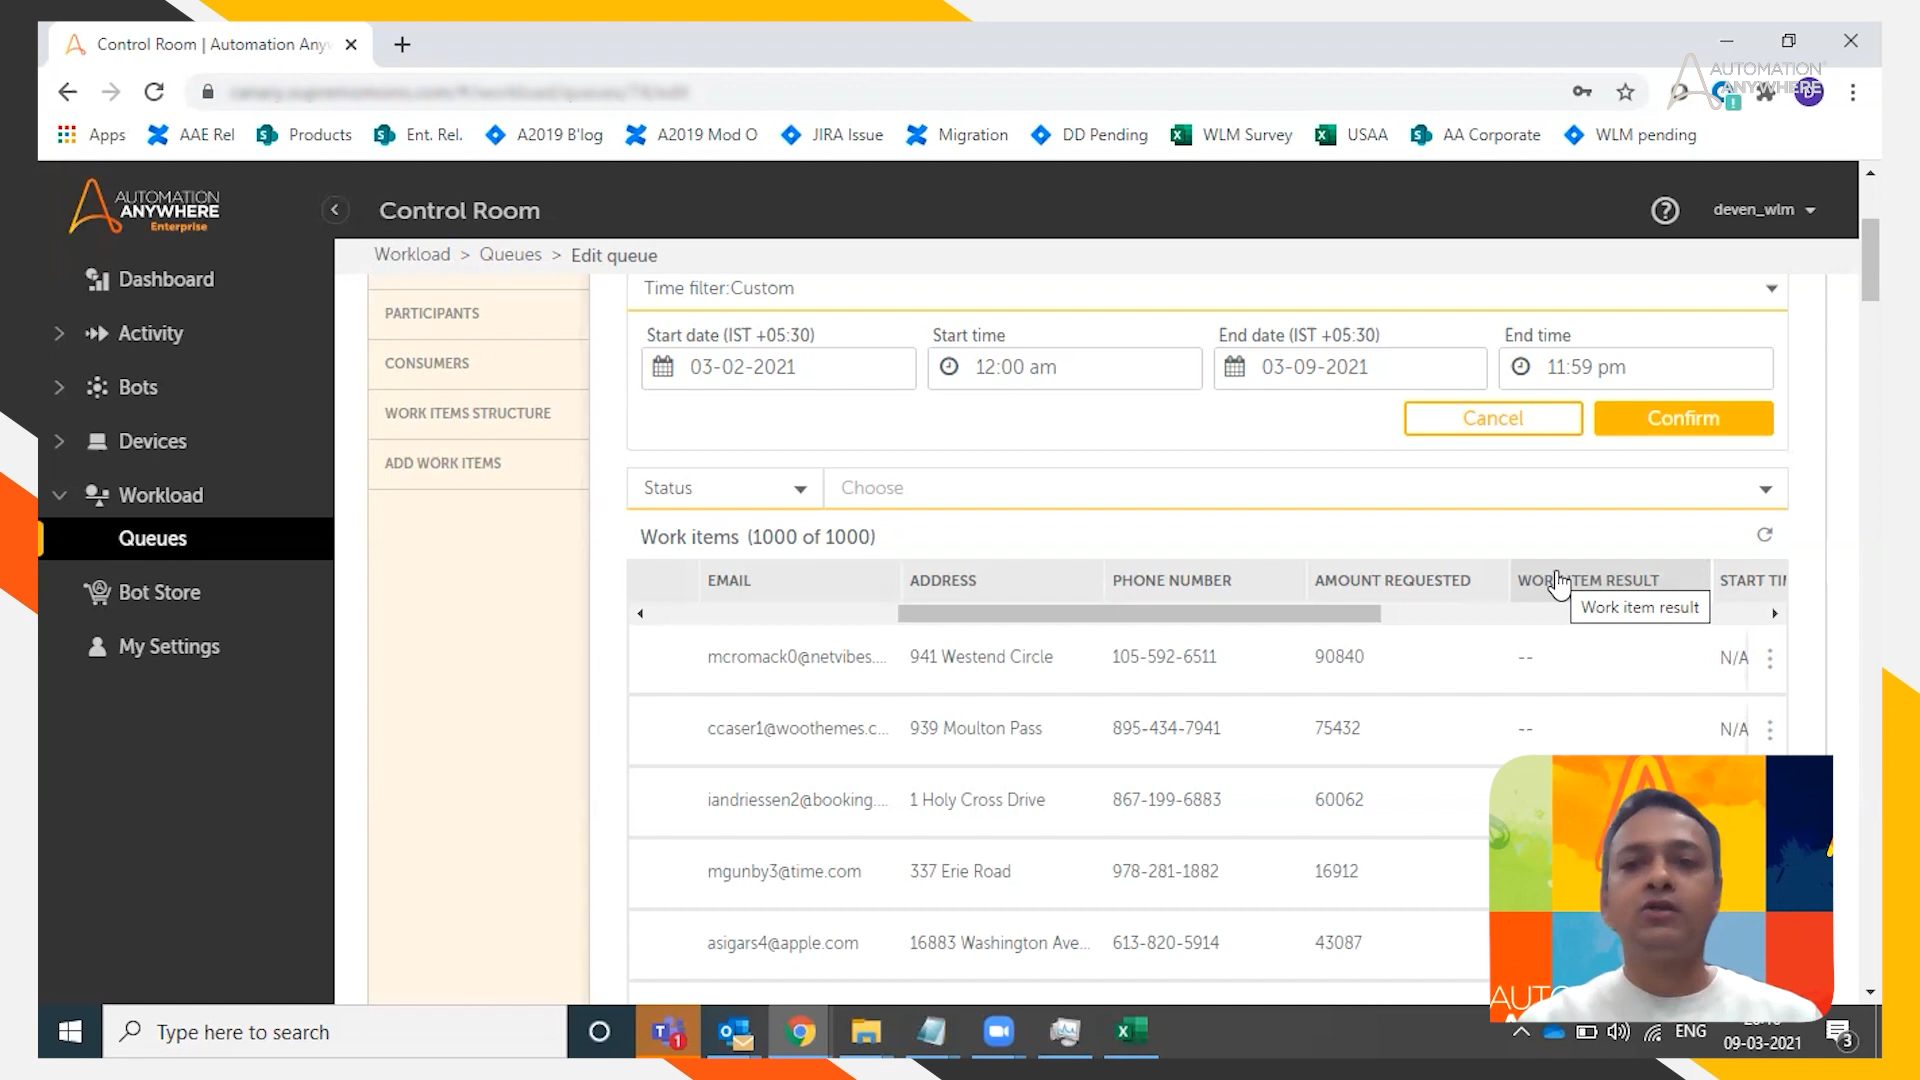 Control Room | Automation Anyw
AUTOMATION
ANYWHERE
Apps
AAE Rel
Products
Ent. Rel.
A2019 B'log
A2019 Mod O
JIRA Issue
Migration
DD Pending
WLM Survey
USAA
AA Corporate
WLM pending
AUTOMATION
ANYWHERE
Enterprise
Control Room
deven_wlm
Workload > Queues > Edit queue
Dashboard
Activity
Bots
Devices
Workload
Queues
Bot Store
My Settings
PARTICIPANTS
CONSUMERS
WORK ITEMS STRUCTURE
ADD WORK ITEMS
Time filter:Custom
Start date (IST +05:30) Start time End date (IST +05:30) End time
03-02-2021 12:00 am 03-09-2021 11:59 pm
Cancel Confirm
Status Choose
Work items (1000 of 1000)
EMAIL ADDRESS PHONE NUMBER AMOUNT REQUESTED WORK ITEM RESULT START TIM
Work item result
mcromack0@netvibes.... 941 Westend Circle 105-592-6511 90840 -- N/A
ccaser1@woothemes.c... 939 Moulton Pass 895-434-7941 75432 -- N/A
iandriessen2@booking.... 1 Holy Cross Drive 867-199-6883 60062
mgunby3@time.com 337 Erie Road 978-281-1882 16912
asigars4@apple.com 16883 Washington Ave... 613-820-5914 43087
AUTO
Type here to search
1
ENG
09-03-2021
3